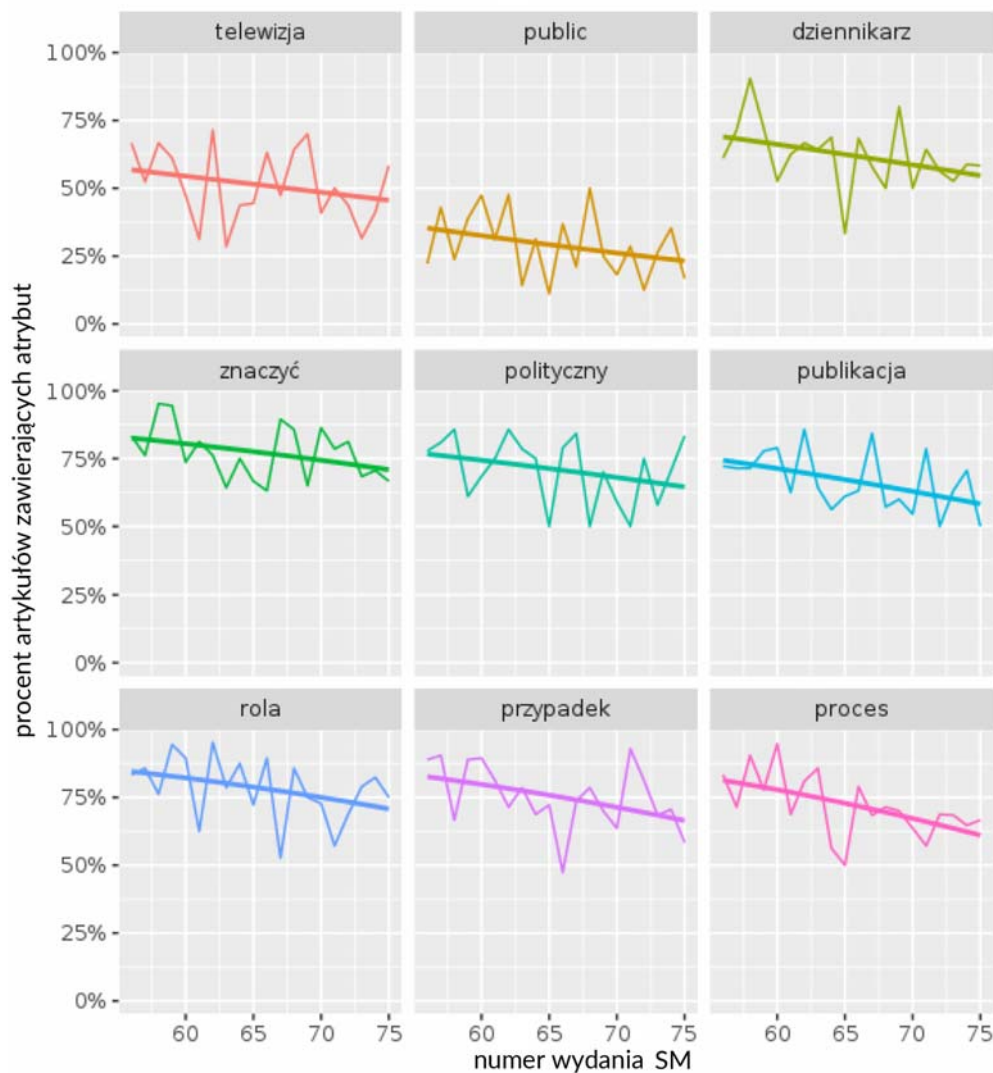 telewizja public dziennikarz
100%
75%
50%
25%
0%
znaczyć polityczny publikacja
100%
75%
50%
25%
0%
rola przypadek proces
100%
75%
50%
25%
0%
60 65 70 75 60 65 70 75 60 65 70 75
numer wydania SM
procent artykułów zawierających atrybut